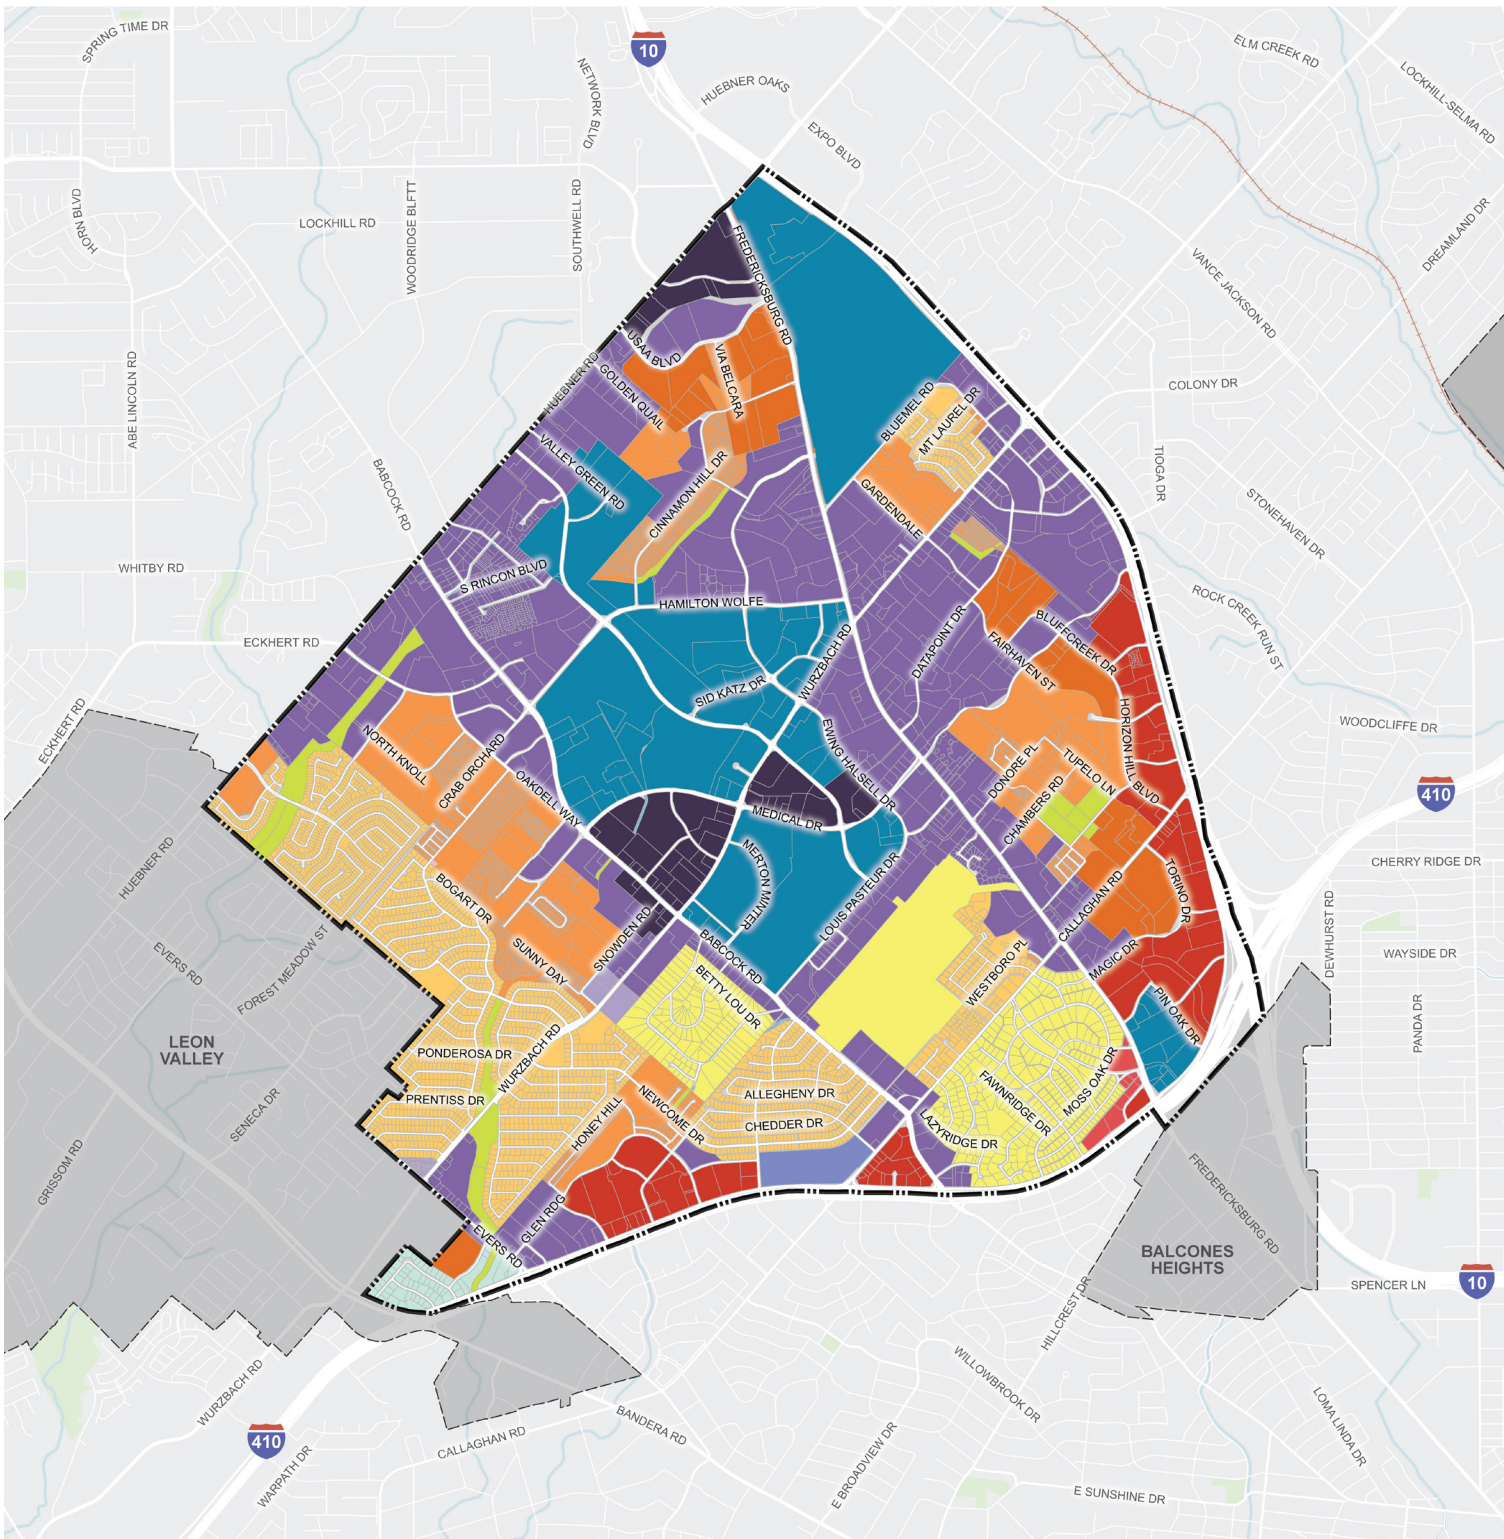 SPRING TIME DR
10
NETWORK BLVD
HUEBNER OAKS
EXPO BLVD
ELM CREEK RD
LOCKHILL-SELMA RD
HORN BLVD
LOCKHILL RD
WOODRIDGE BLFTT
SOUTHWELL RD
DREAMLAND DR
VANCE JACKSON RD
FREDERICKSBURG RD
USAA BLVD
VIA BELCARA
HUEBNER RD
GOLDEN QUAIL
ABE LINCOLN RD
COLONY DR
BLUEMEL RD
MT LAUREL DR
VALLEY GREEN RD
BABCOCK RD
CINNAMON HILL DR
GARDENDALE
TIOGA DR
STONEHAVEN DR
WHITBY RD
S RINCON BLVD
HAMILTON WOLFE
ROCK CREEK RUN ST
ECKHERT RD
WURZBACH RD
DATAPOINT DR
BLUFFCREEK DR
FAIRHAVEN ST
SID KATZ DR
ECKHERT RD
NORTH KNOLL
CRAB ORCHARD
EWING HALSELL DR
HORIZON HILL BLVD
WOODCLIFFE DR
DONORE PL
TUPELO LN
CHAMBERS RD
410
OAKDELL WAY
MEDICAL DR
HUEBNER RD
MERTON MINTER
LOUIS PASTEUR DR
CALLAGHAN RD
TORINO DR
CHERRY RIDGE DR
BOGART DR
SUNNY DAY
SNOWDEN RD
BABCOCK RD
DEWHURST RD
EVERS RD
FOREST MEADOW ST
BETTY LOU DR
WESTBORO PL
MAGIC DR
PIN OAK DR
WAYSIDE DR
PANDA DR
LEON
VALLEY
PONDEROSA DR
WURZBACH RD
PRENTISS DR
SENECA DR
HONEY HILL
NEWCOME DR
ALLEGHENY DR
CHEDDER DR
LAZYRIDGE DR
FAWNRIDGE DR
MOSS OAK DR
GRISSOM RD
GLEN RDG
EVERS RD
FREDERICKSBURG RD
BALCONES
HEIGHTS
SPENCER LN
10
HILLCREST DR
WURZBACH RD
WILLOWBROOK DR
LOMA LINDA DR
410
WARPATH DR
CALLAGHAN RD
BANDERA RD
E BROADVIEW DR
E SUNSHINE DR